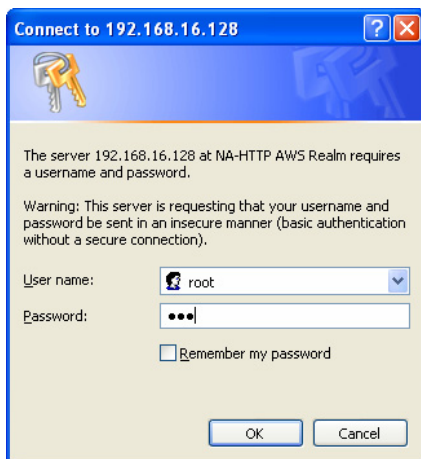 Connect to 192.168.16.128
The server 192.168.16.128 at NA-HTTP AWS Realm requires
a username and password.
Warning: This server is requesting that your username and
password be sent in an insecure manner (basic authentication
without a secure connection).
User name:
root
Password:
●●●
Remember my password
OK
Cancel